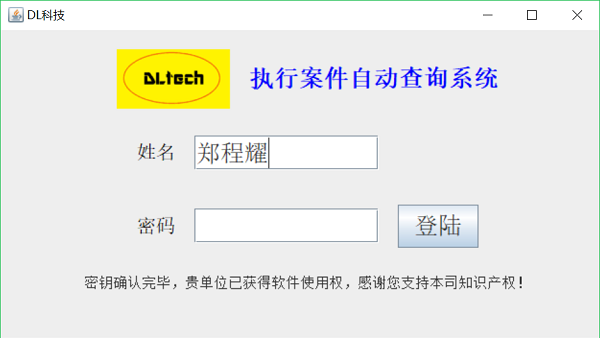 DL科技
DLtech
执行案件自动查询系统
姓名 郑程耀
密码 登陆
密钥确认完毕，贵单位已获得软件使用权，感谢您支持本司知识产权！